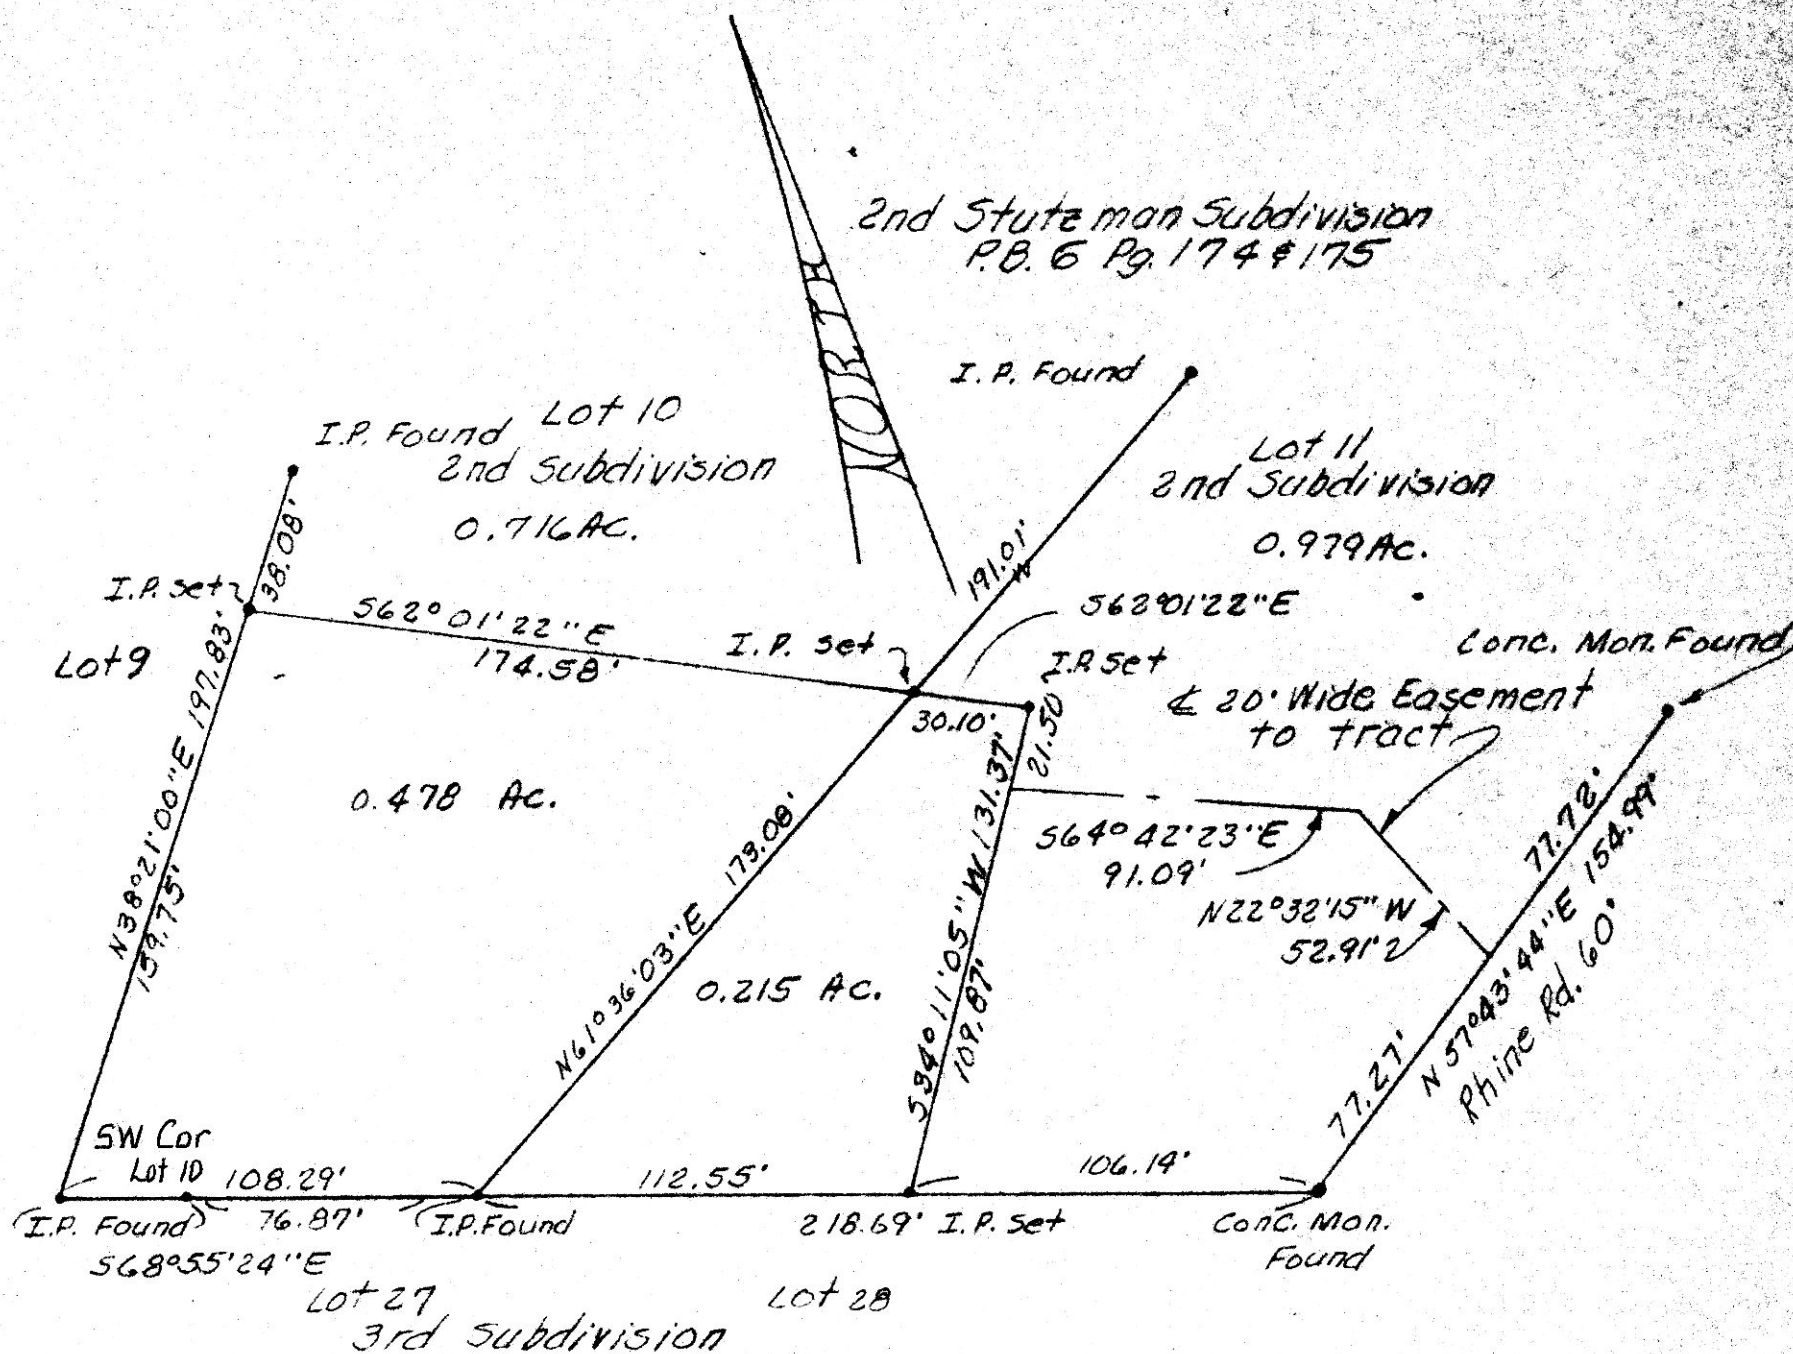 2nd Stutzman Subdivision
P.B. 6 Pg. 174 & 175
NORTH
I.P. Found
I.P. Found
Lot 10
2nd Subdivision
0.716 AC.
Lot 11
2nd Subdivision
0.979 Ac.
38.08'
191.01'
I.P. set
S62°01'22"E
174.58'
I.P. set
S62°01'22"E
I.P. set
Conc. Mon. Found
Lot 9
30.10'
21.50'
℄ 20' Wide Easement
to tract
N38°21'00"E 197.83'
159.75'
0.478 Ac.
N61°36'03"E 173.08'
S34°11'05"W 131.37'
109.87'
S64°42'23"E
91.09'
N22°32'15"W
52.91'
77.72'
N57°43'44"E 154.99'
Rhine Rd. 60'
77.27'
0.215 Ac.
SW Cor
Lot 10
108.29'
112.55'
106.14'
I.P. Found
76.87'
I.P. Found
218.69'
I.P. Set
Conc. Mon.
Found
S68°55'24"E
Lot 27
Lot 28
3rd Subdivision